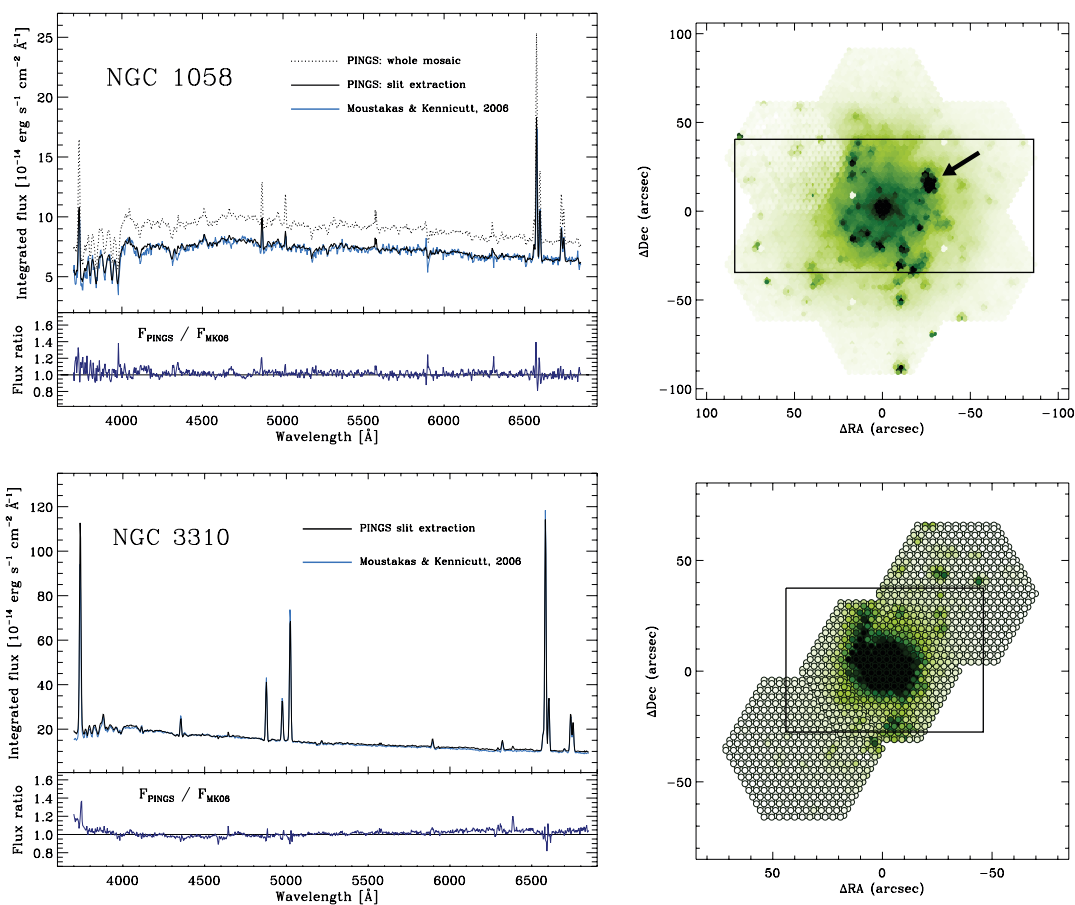 NGC 1058
PINGS: whole mosaic
PINGS: slit extraction
Moustakas & Kennicutt, 2006
Integrated flux [10⁻¹⁴ erg s⁻¹ cm⁻² Å⁻¹]
25
20
15
10
5
F_PINGS / F_MK06
Flux ratio
1.6
1.4
1.2
1.0
0.8
4000 4500 5000 5500 6000 6500
Wavelength [Å]
ΔDec (arcsec)
100
50
0
−50
−100
100 50 0 −50 −100
ΔRA (arcsec)
NGC 3310
PINGS slit extraction
Moustakas & Kennicutt, 2006
Integrated flux [10⁻¹⁴ erg s⁻¹ cm⁻² Å⁻¹]
120
100
80
60
40
20
F_PINGS / F_MK06
Flux ratio
1.6
1.4
1.2
1.0
0.8
4000 4500 5000 5500 6000 6500
Wavelength [Å]
ΔDec (arcsec)
50
0
−50
50 0 −50
ΔRA (arcsec)